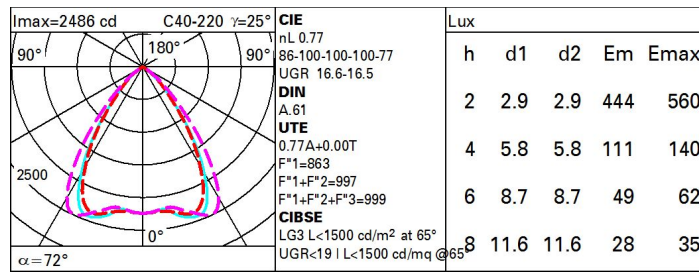 Imax=2486 cd C40-220 γ=25°
90° 180° 90°
2500
0°
α=72°
CIE
nL 0.77
86-100-100-100-77
UGR 16.6-16.5
DIN
A.61
UTE
0.77A+0.00T
F"1=863
F"1+F"2=997
F"1+F"2+F"3=999
CIBSE
LG3 L<1500 cd/m² at 65°
UGR<19 | L<1500 cd/mq @65°
Lux
h d1 d2 Em Emax
2 2.9 2.9 444 560
4 5.8 5.8 111 140
6 8.7 8.7 49 62
8 11.6 11.6 28 35